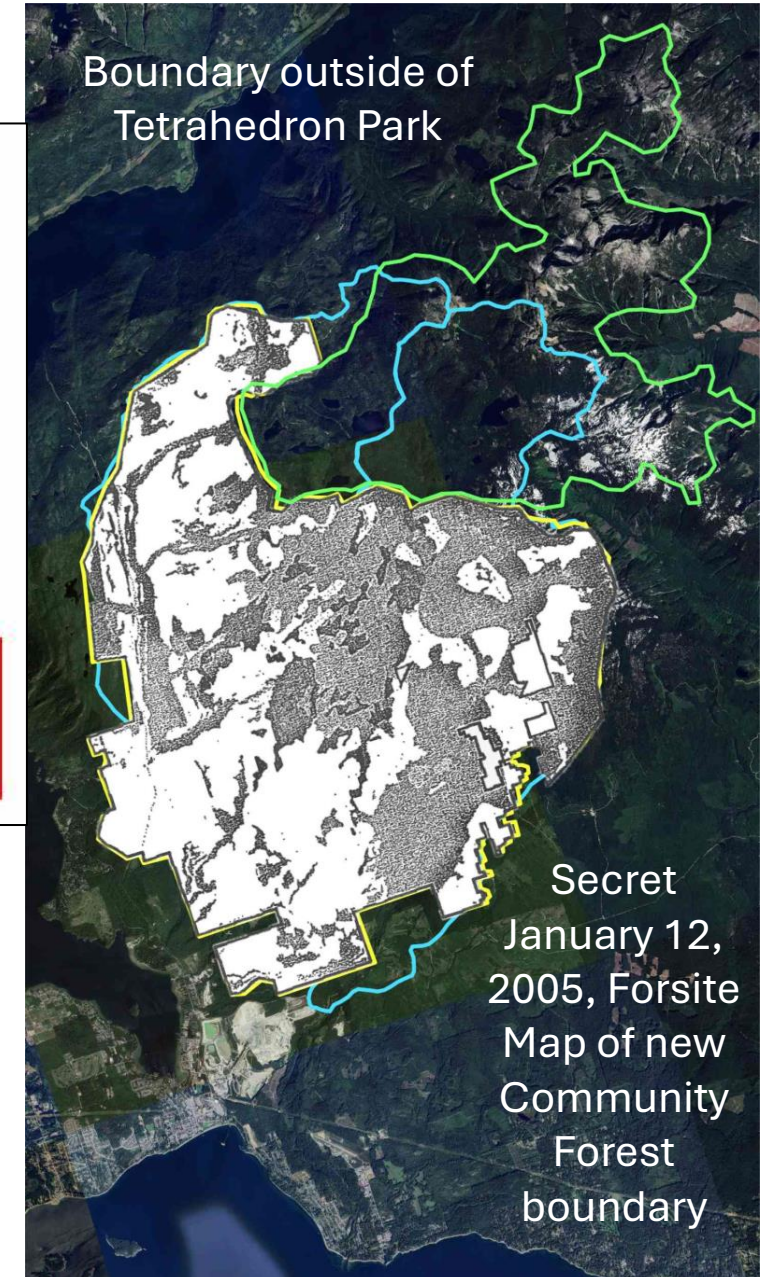 Boundary outside of
Tetrahedron Park
Secret
January 12,
2005, Forsite
Map of new
Community
Forest
boundary